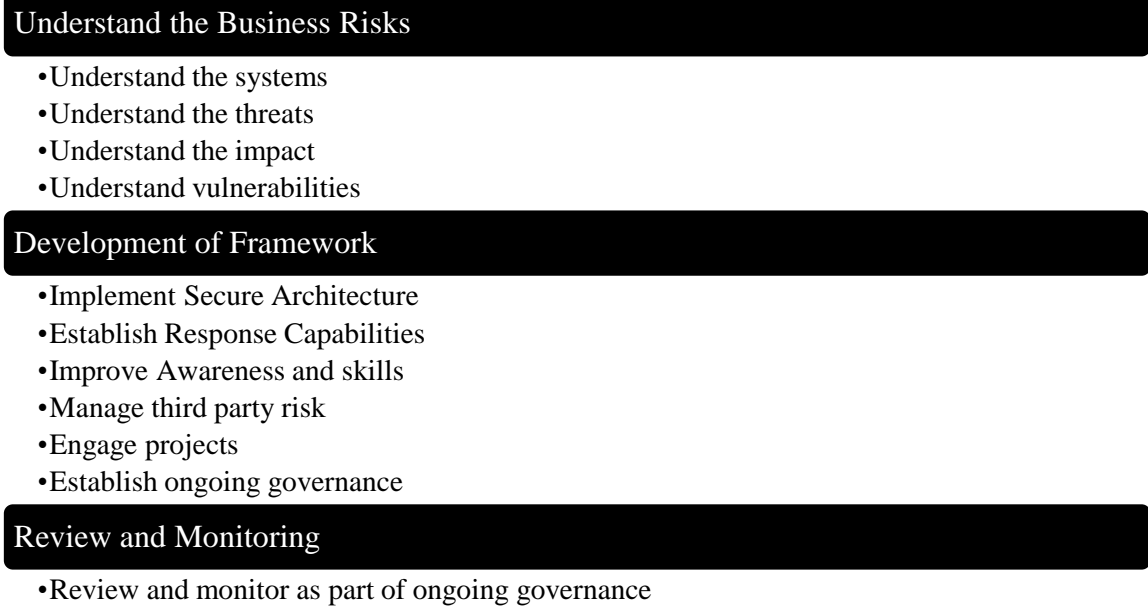 Understand the Business Risks
•Understand the systems
•Understand the threats
•Understand the impact
•Understand vulnerabilities
Development of Framework
•Implement Secure Architecture
•Establish Response Capabilities
•Improve Awareness and skills
•Manage third party risk
•Engage projects
•Establish ongoing governance
Review and Monitoring
•Review and monitor as part of ongoing governance